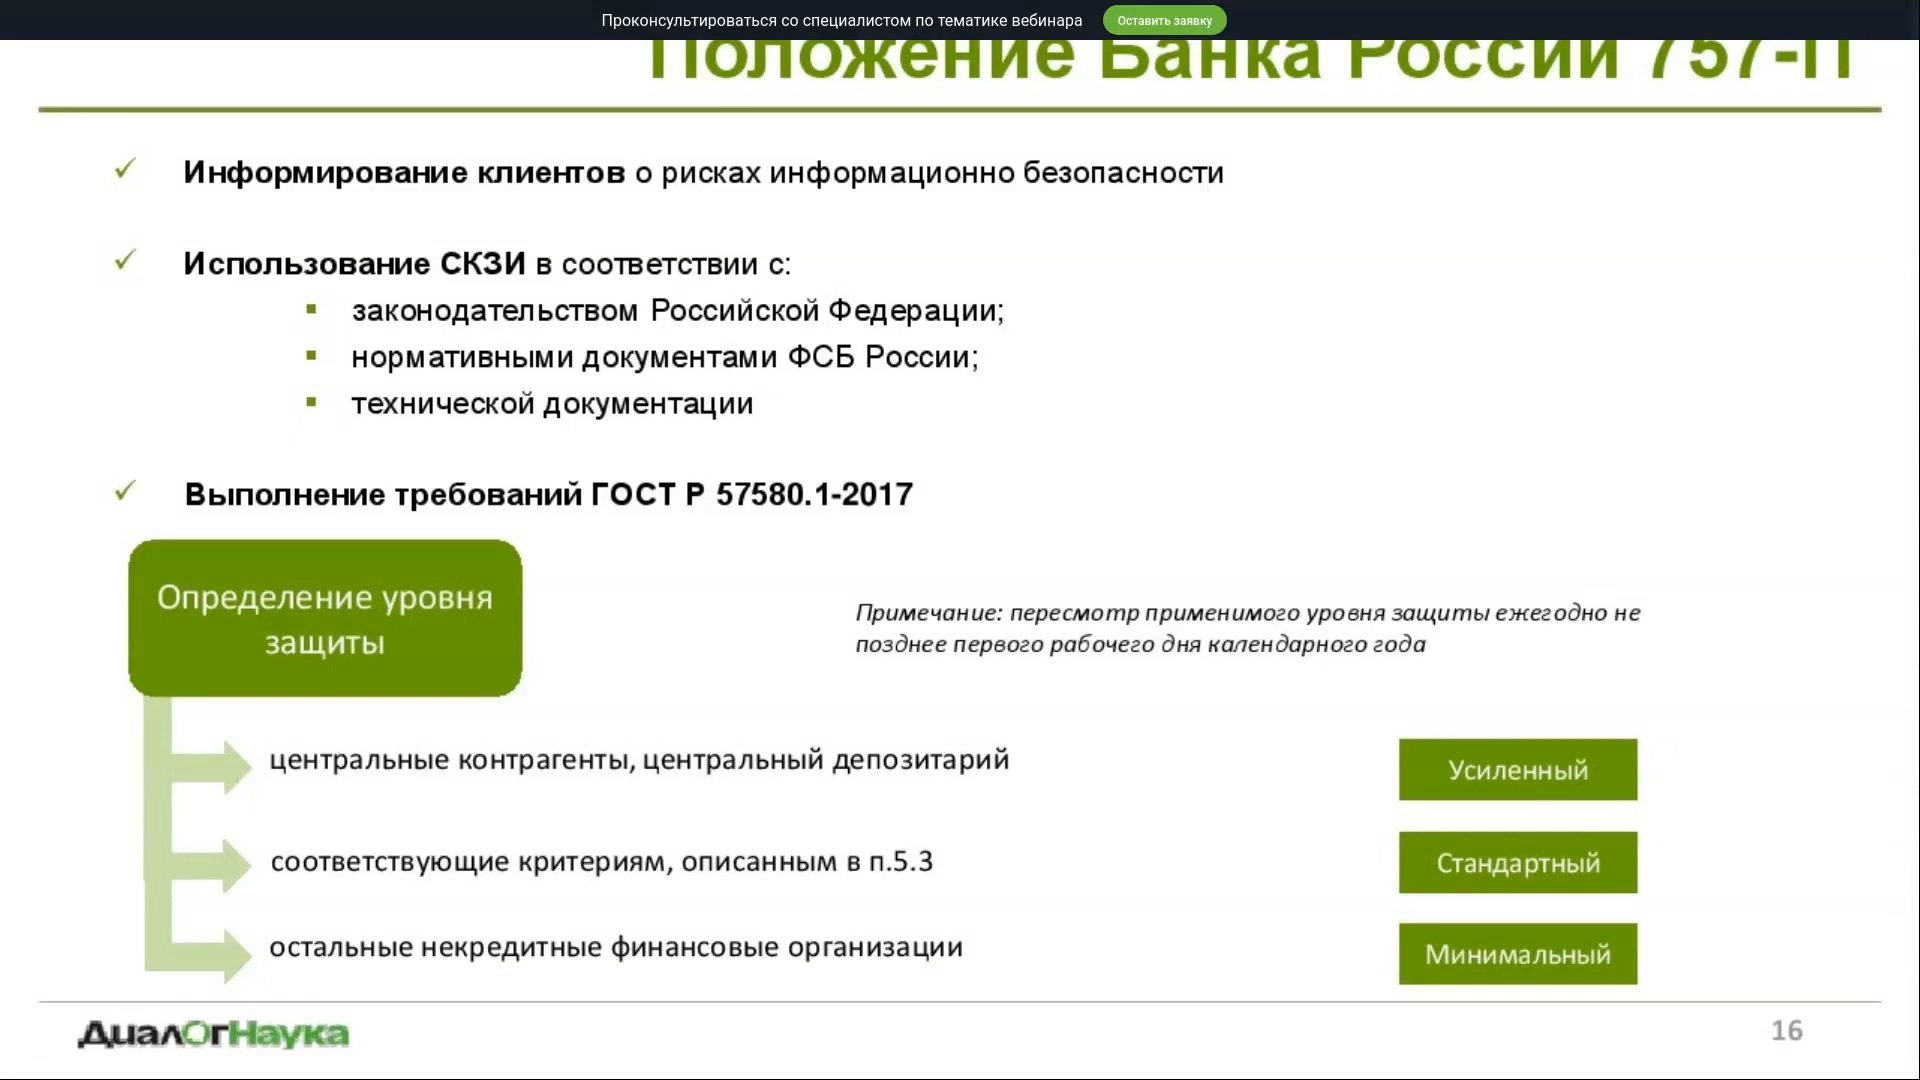 Проконсультироваться со специалистом по тематике вебинара
Оставить заявку
Положение Банка России 757-П
Информирование клиентов о рисках информационно безопасности
Использование СКЗИ в соответствии с:
законодательством Российской Федерации;
нормативными документами ФСБ России;
технической документации
Выполнение требований ГОСТ Р 57580.1-2017
Определение уровня
защиты
Примечание: пересмотр применимого уровня защиты ежегодно не
позднее первого рабочего дня календарного года
центральные контрагенты, центральный депозитарий
Усиленный
соответствующие критериям, описанным в п.5.3
Стандартный
остальные некредитные финансовые организации
Минимальный
ДиалОгНаука
16